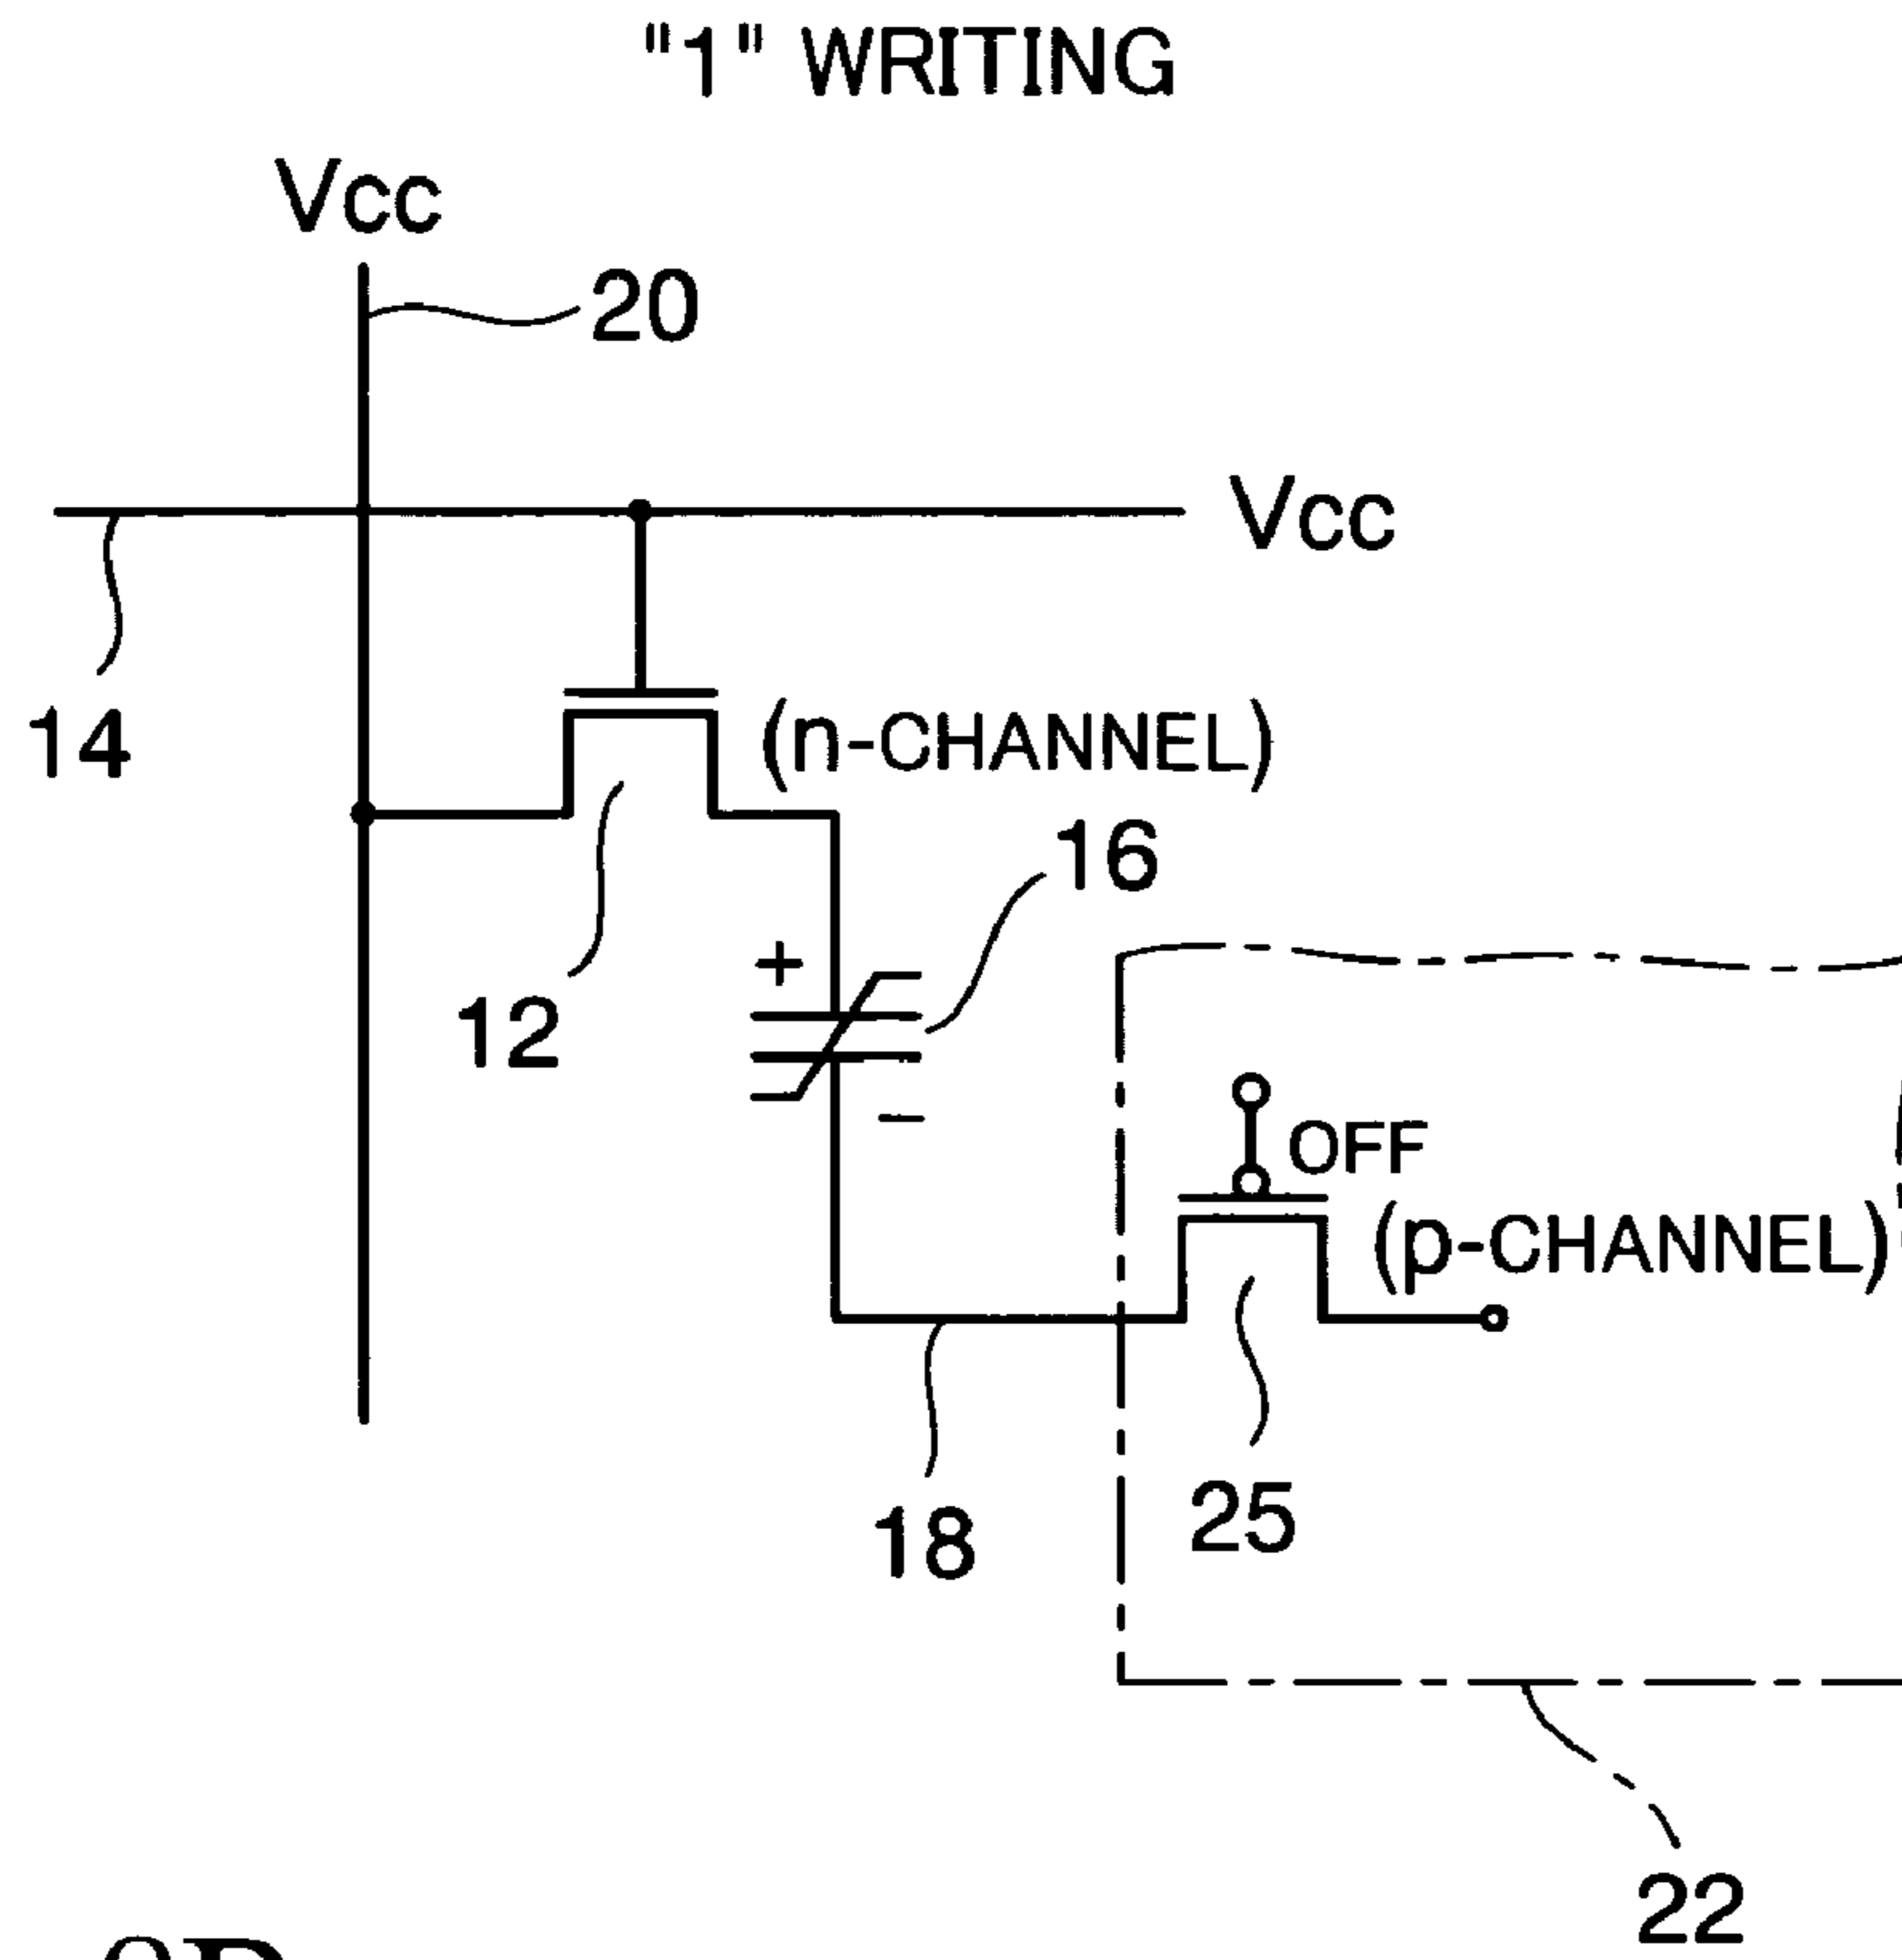 "1" WRITING
Vcc
20
Vcc
14
(n-CHANNEL)
16
+
12
−
OFF
(p-CHANNEL)
18
25
22